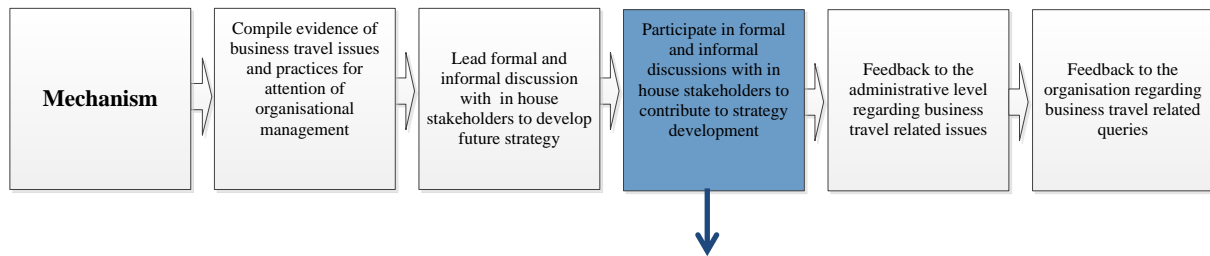 Mechanism
Compile evidence of
business travel issues
and practices for
attention of
organisational
management
Lead formal and
informal discussion
with in house
stakeholders to develop
future strategy
Participate in formal
and informal
discussions with in
house stakeholders to
contribute to strategy
development
Feedback to the
administrative level
regarding business
travel related issues
Feedback to the
organisation regarding
business travel related
queries